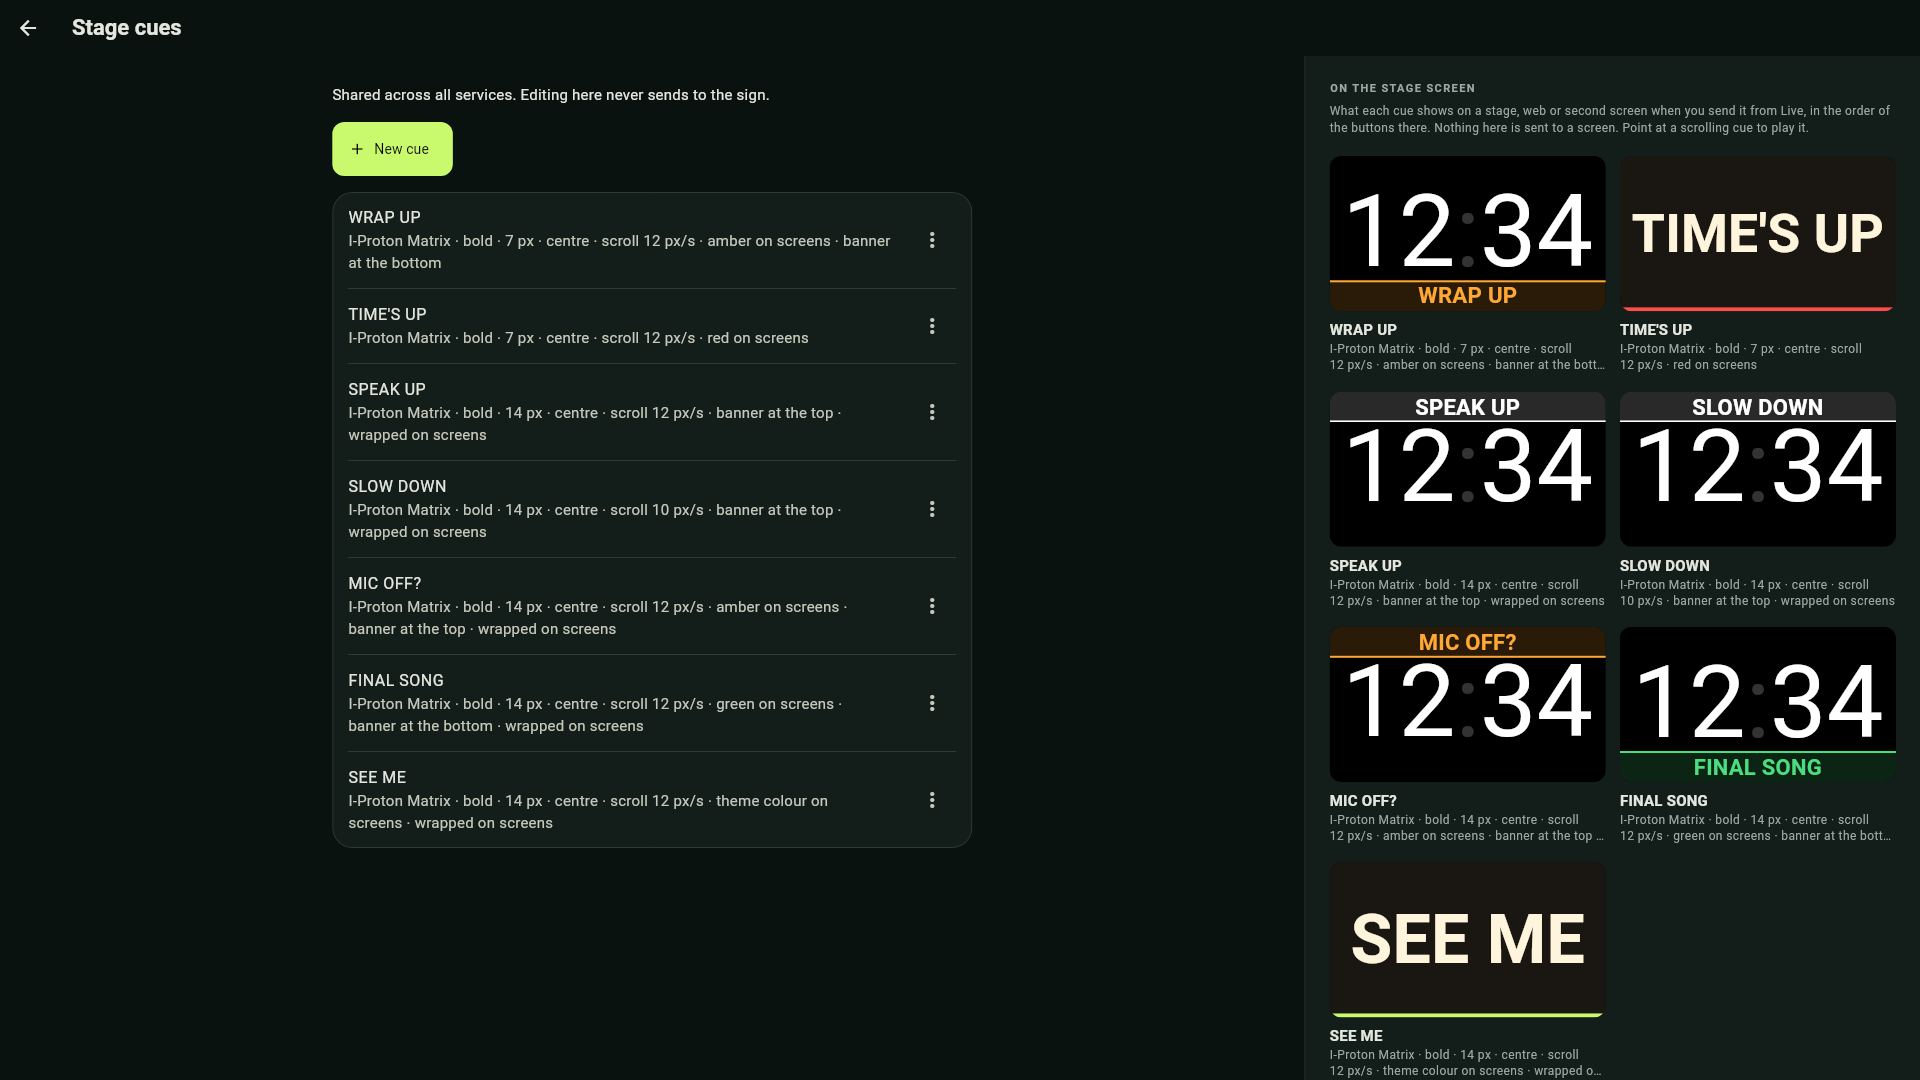 Stage cues
Shared across all services. Editing here never sends to the sign.
New cue
WRAP UP
I-Proton Matrix · bold · 7 px · centre · scroll 12 px/s · amber on screens · banner
at the bottom
TIME'S UP
I-Proton Matrix · bold · 7 px · centre · scroll 12 px/s · red on screens
SPEAK UP
I-Proton Matrix · bold · 14 px · centre · scroll 12 px/s · banner at the top ·
wrapped on screens
SLOW DOWN
I-Proton Matrix · bold · 14 px · centre · scroll 10 px/s · banner at the top ·
wrapped on screens
MIC OFF?
I-Proton Matrix · bold · 14 px · centre · scroll 12 px/s · amber on screens ·
banner at the top · wrapped on screens
FINAL SONG
I-Proton Matrix · bold · 14 px · centre · scroll 12 px/s · green on screens ·
banner at the bottom · wrapped on screens
SEE ME
I-Proton Matrix · bold · 14 px · centre · scroll 12 px/s · theme colour on
screens · wrapped on screens
ON THE STAGE SCREEN
What each cue shows on a stage, web or second screen when you send it from Live, in the order of
the buttons there. Nothing here is sent to a screen. Point at a scrolling cue to play it.
12:34
WRAP UP
WRAP UP
I-Proton Matrix · bold · 7 px · centre · scroll
12 px/s · amber on screens · banner at the bott…
TIME'S UP
TIME'S UP
I-Proton Matrix · bold · 7 px · centre · scroll
12 px/s · red on screens
SPEAK UP
12:34
SPEAK UP
I-Proton Matrix · bold · 14 px · centre · scroll
12 px/s · banner at the top · wrapped on screens
SLOW DOWN
12:34
SLOW DOWN
I-Proton Matrix · bold · 14 px · centre · scroll
10 px/s · banner at the top · wrapped on screens
MIC OFF?
12:34
MIC OFF?
I-Proton Matrix · bold · 14 px · centre · scroll
12 px/s · amber on screens · banner at the top …
12:34
FINAL SONG
FINAL SONG
I-Proton Matrix · bold · 14 px · centre · scroll
12 px/s · green on screens · banner at the bott…
SEE ME
SEE ME
I-Proton Matrix · bold · 14 px · centre · scroll
12 px/s · theme colour on screens · wrapped o…